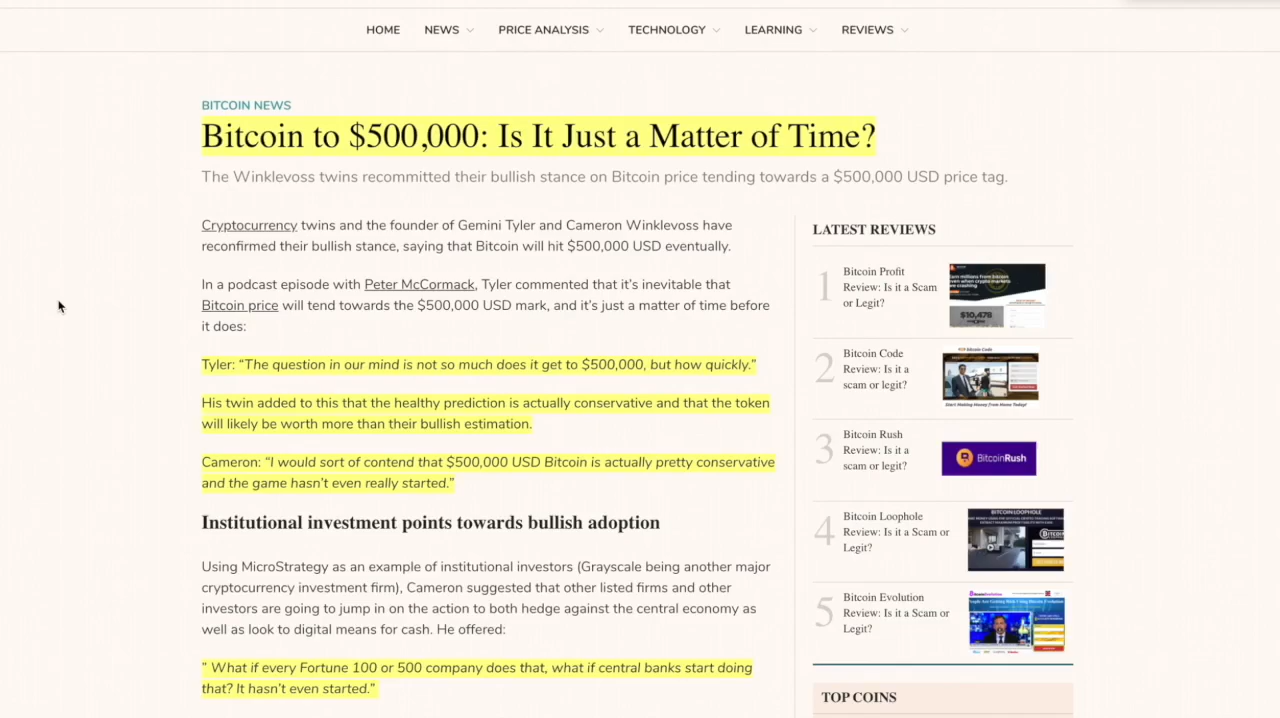 HOME NEWS PRICE ANALYSIS TECHNOLOGY LEARNING REVIEWS
BITCOIN NEWS
Bitcoin to $500,000: Is It Just a Matter of Time?
The Winklevoss twins recommitted their bullish stance on Bitcoin price tending towards a $500,000 USD price tag.
Cryptocurrency twins and the founder of Gemini Tyler and Cameron Winklevoss have
reconfirmed their bullish stance, saying that Bitcoin will hit $500,000 USD eventually.
In a podcast episode with Peter McCormack, Tyler commented that it's inevitable that
Bitcoin price moves towards the $500,000 USD mark, and it's just a matter of time before
it does:
Tyler: “The question in our mind is not so much does it get to $500,000, but how quickly.”
His twin adds on that the healthy prediction is actually conservative and that the token
will likely be worth more than their bullish estimation.
Cameron: “I would sort of contend that $500,000 USD Bitcoin is actually pretty conservative
and the game hasn't even really started.”
Institutional investment points towards bullish adoption
Using MicroStrategy as an example of institutional investors (Grayscale being another major
cryptocurrency investment firm), Cameron suggested that other listed firms and other
investors are likely to jump in on the action as both hedge against the central economy as
well as look to digital means for cash. He offered:
“ What if every Fortune 100 or 500 company does that, what if central banks start doing
that? It hasn't even started.”
LATEST REVIEWS
1
Bitcoin Profit
Review: Is it a Scam
or Legit?
$10,478
2
Bitcoin Code
Review: Is it a
scam or legit?
Bitcoin Code
Start Making Money from Home Today!
3
Bitcoin Rush
Review: Is it a
scam or legit?
BitcoinRush
4
Bitcoin Loophole
Review: Is it a Scam or
Legit?
BITCOIN LOOPHOLE
5
Bitcoin Evolution
Review: Is it a Scam or
Legit?
TOP COINS